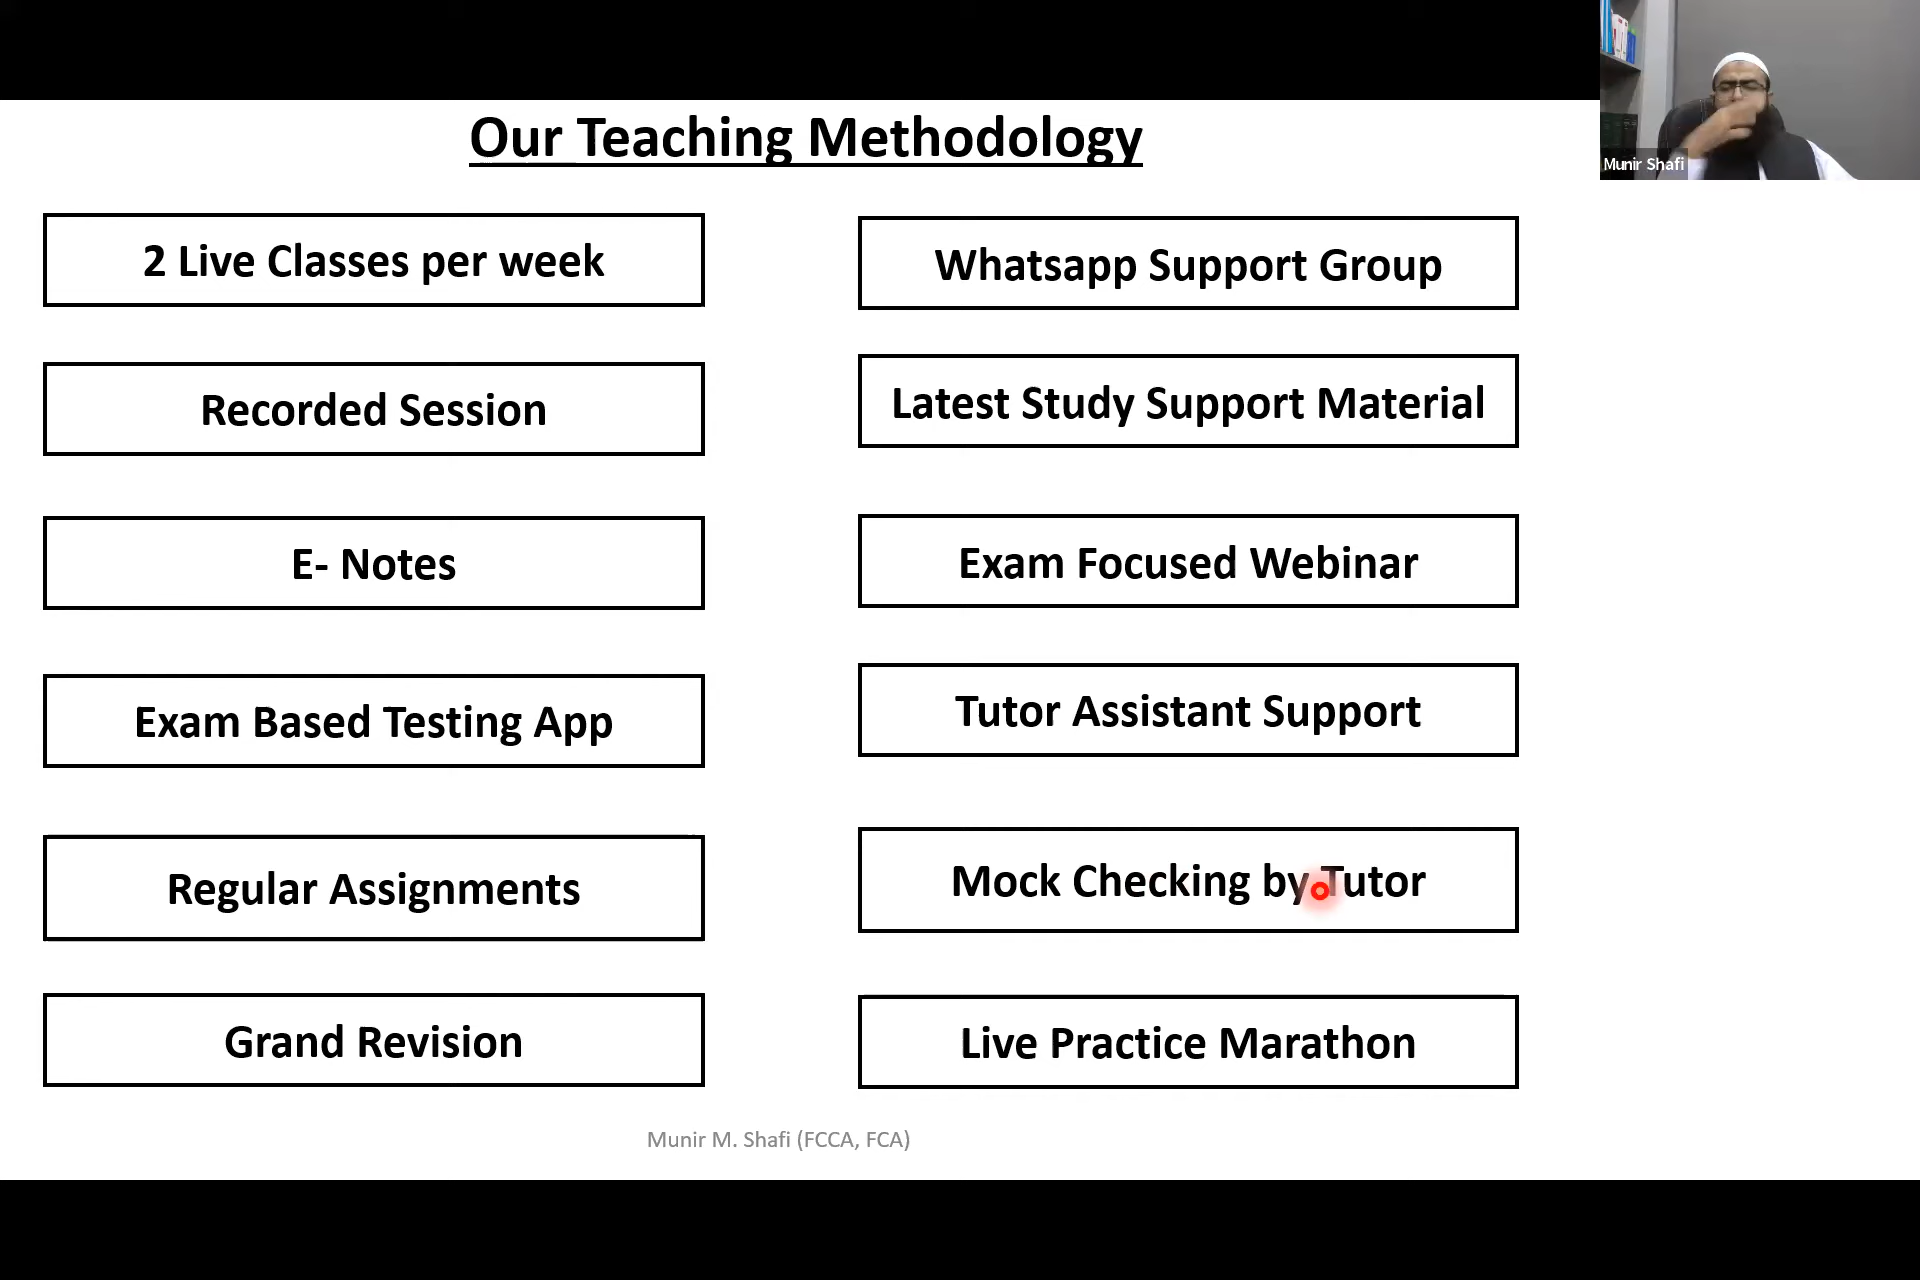 Our Teaching Methodology
Munir Shafi
2 Live Classes per week
Whatsapp Support Group
Recorded Session
Latest Study Support Material
E- Notes
Exam Focused Webinar
Exam Based Testing App
Tutor Assistant Support
Regular Assignments
Mock Checking by Tutor
Grand Revision
Live Practice Marathon
Munir M. Shafi (FCCA, FCA)